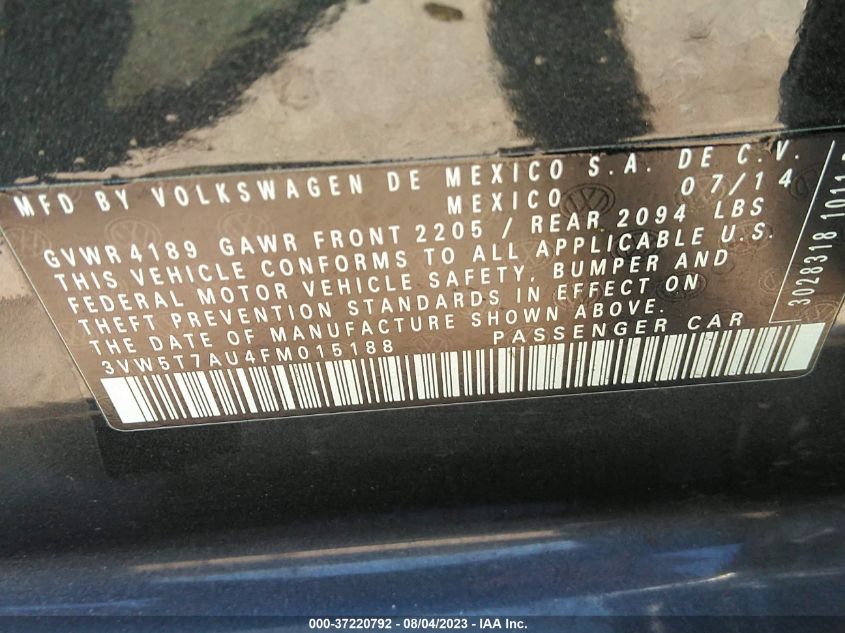 MFD BY VOLKSWAGEN DE MEXICO S.A. DE C.V.
MEXICO 07/14
GVWR 4189 GAWR FRONT 2205 / REAR 2094 LBS
THIS VEHICLE CONFORMS TO ALL APPLICABLE U.S.
FEDERAL MOTOR VEHICLE SAFETY, BUMPER AND
THEFT PREVENTION STANDARDS IN EFFECT ON
THE DATE OF MANUFACTURE SHOWN ABOVE.
3VW5T7AU4FM015188 PASSENGER CAR
3028318
000-37220792 - 08/04/2023 - IAA Inc.